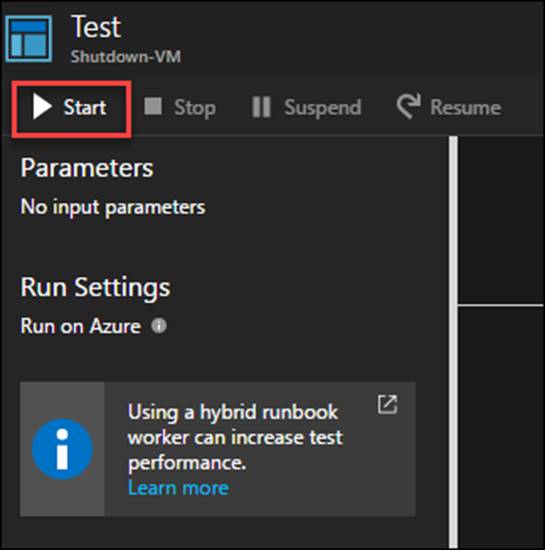 Test
Shutdown-VM
Start Stop Suspend Resume
Parameters
No input parameters
Run Settings
Run on Azure
Using a hybrid runbook
worker can increase test
performance.
Learn more